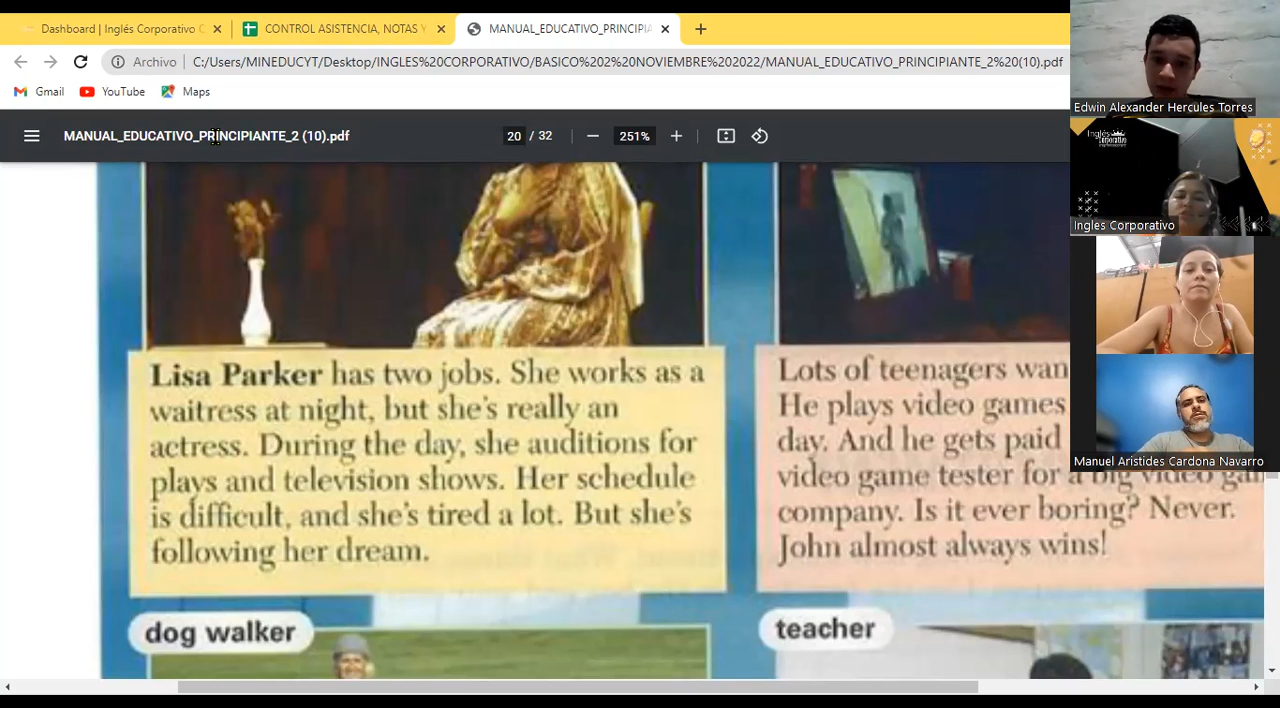 Dashboard | Inglés Corporativo
CONTROL ASISTENCIA, NOTAS Y
MANUAL_EDUCATIVO_PRINCIPIA
Archivo
C:/Users/MINEDUCYT/Desktop/INGLES%20CORPORATIVO/BASICO%202%20NOVIEMBRE%202022/MANUAL_EDUCATIVO_PRINCIPIANTE_2%20(10).pdf
Gmail
YouTube
Maps
MANUAL_EDUCATIVO_PRINCIPIANTE_2 (10).pdf
20 / 32
251%
Lisa Parker has two jobs. She works as a
waitress at night, but she's really an
actress. During the day, she auditions for
plays and television shows. Her schedule
is difficult, and she's tired a lot. But she's
following her dream.
Lots of teenagers wan
He plays video games
day. And he gets paid
video game tester for a big video gam
company. Is it ever boring? Never.
John almost always wins!
dog walker
teacher
Edwin Alexander Hercules Torres
Inglés
Corporativo
Ingles Corporativo
Manuel Aristides Cardona Navarro